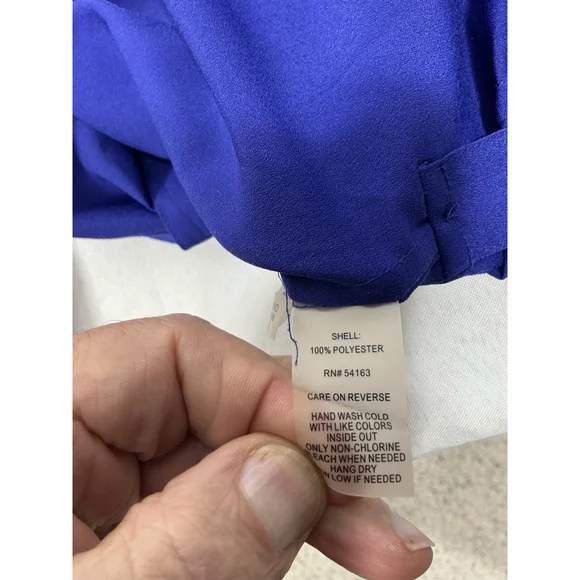 SHELL:
100% POLYESTER
RN# 54163
CARE ON REVERSE
HAND WASH COLD
WITH LIKE COLORS
INSIDE OUT
ONLY NON-CHLORINE
LEACH WHEN NEEDED
HANG DRY
N LOW IF NEEDED